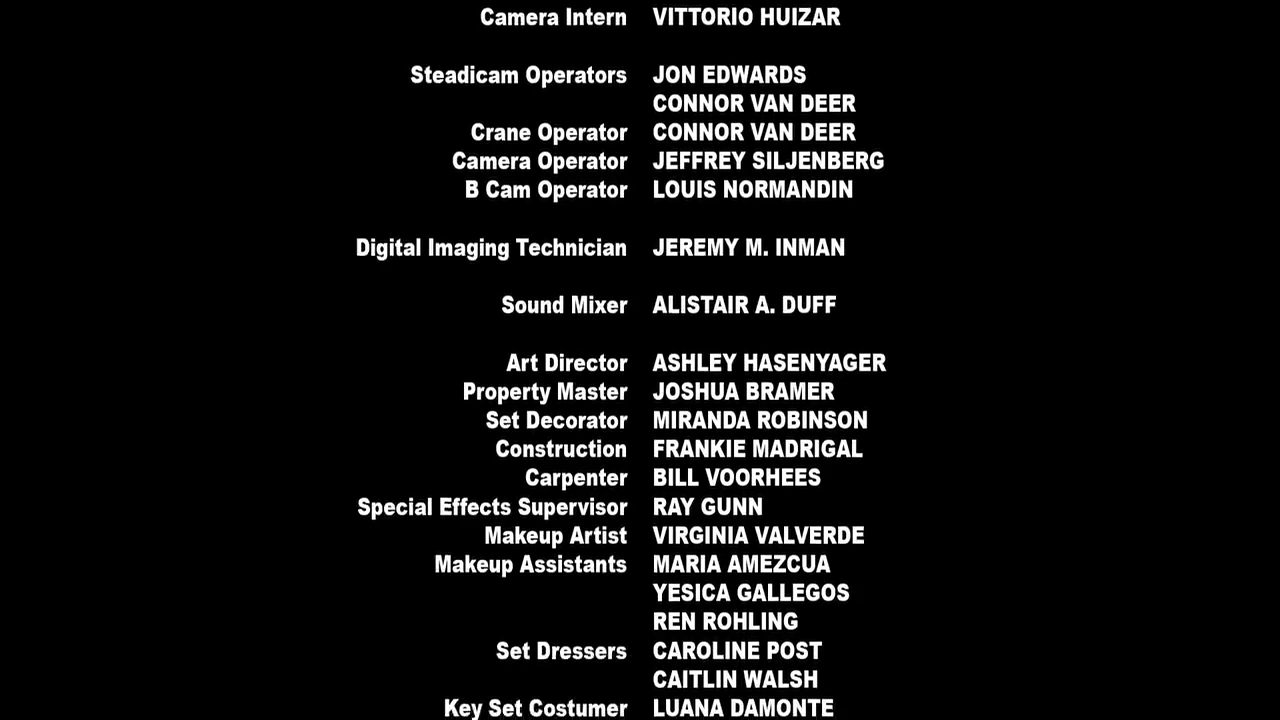 Camera Intern VITTORIO HUIZAR
Steadicam Operators JON EDWARDS
CONNOR VAN DEER
Crane Operator CONNOR VAN DEER
Camera Operator JEFFREY SILJENBERG
B Cam Operator LOUIS NORMANDIN
Digital Imaging Technician JEREMY M. INMAN
Sound Mixer ALISTAIR A. DUFF
Art Director ASHLEY HASENYAGER
Property Master JOSHUA BRAMER
Set Decorator MIRANDA ROBINSON
Construction FRANKIE MADRIGAL
Carpenter BILL VOORHEES
Special Effects Supervisor RAY GUNN
Makeup Artist VIRGINIA VALVERDE
Makeup Assistants MARIA AMEZCUA
YESICA GALLEGOS
REN ROHLING
Set Dressers CAROLINE POST
CAITLIN WALSH
Key Set Costumer LUANA DAMONTE